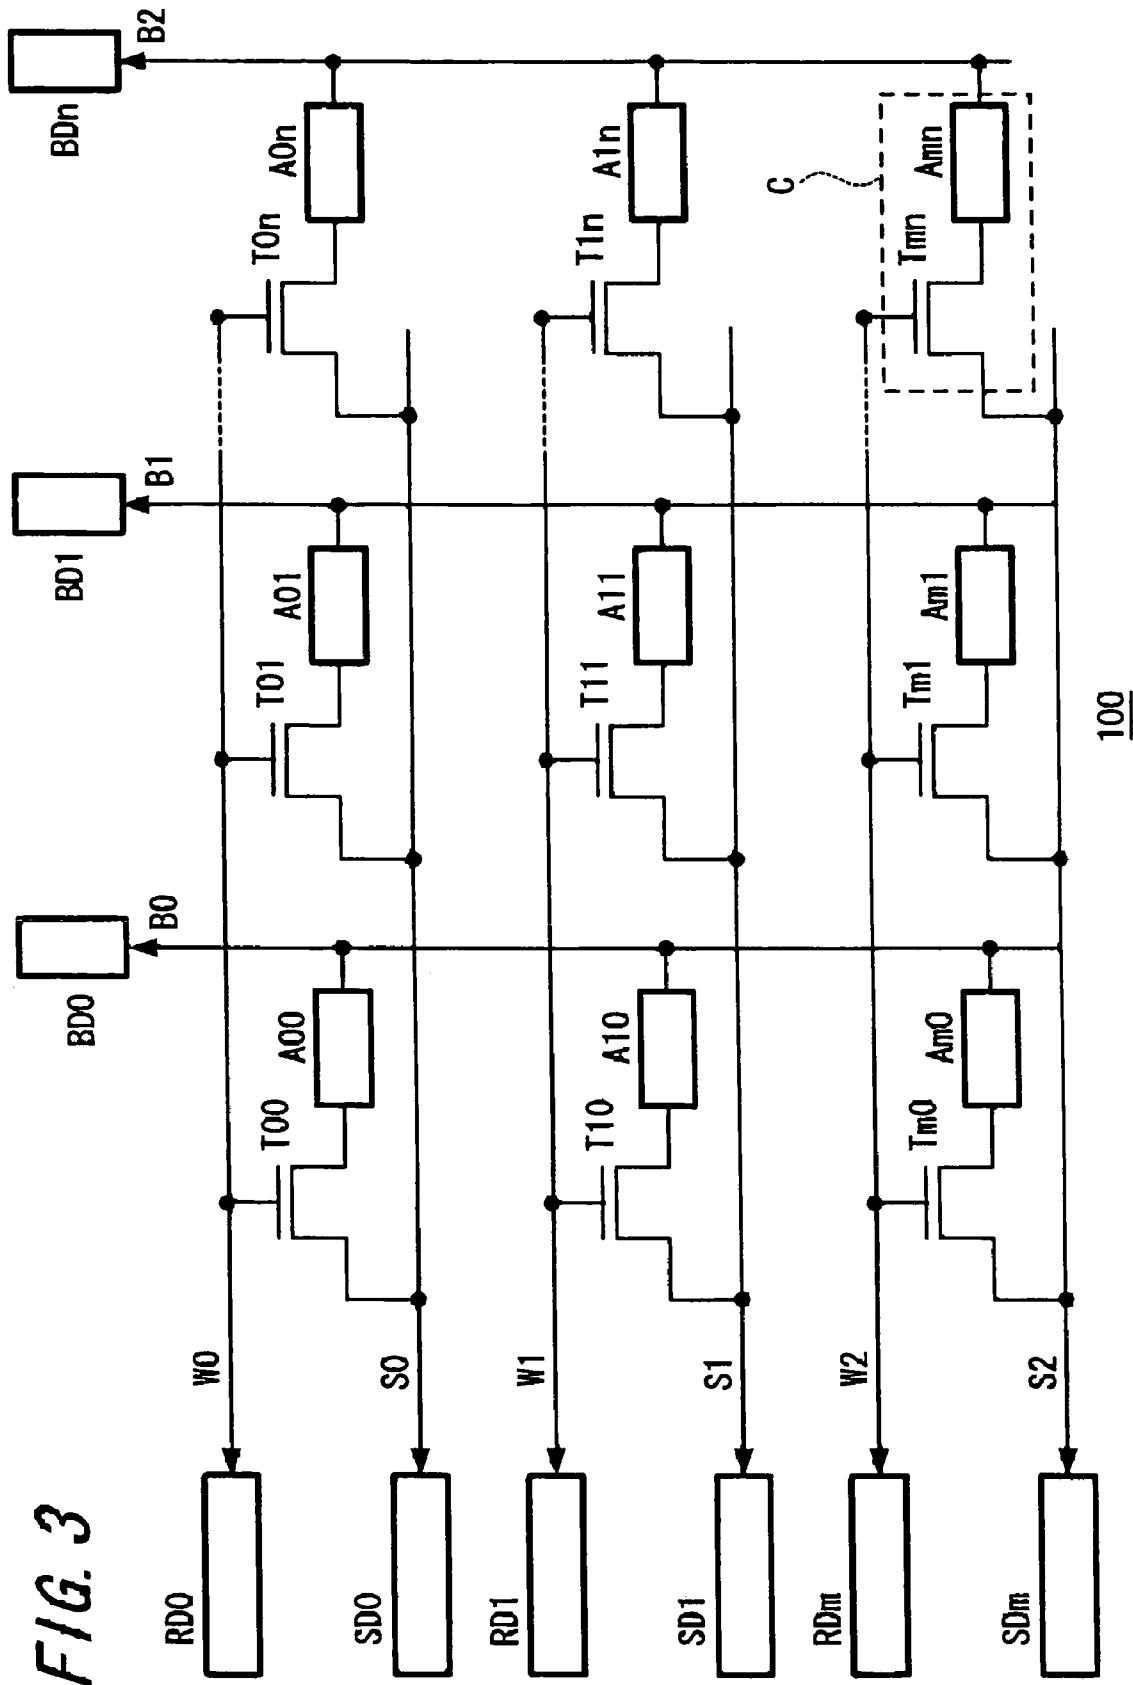 FIG. 3
BD0
BD1
BDn
B0
B1
B2
RD0
W0
T00
A00
T01
A01
T0n
A0n
SD0
S0
RD1
W1
T10
A10
T11
A11
T1n
A1n
SD1
S1
C
RDm
W2
Tm0
Am0
Tm1
Am1
Tmn
Amn
SDm
S2
100